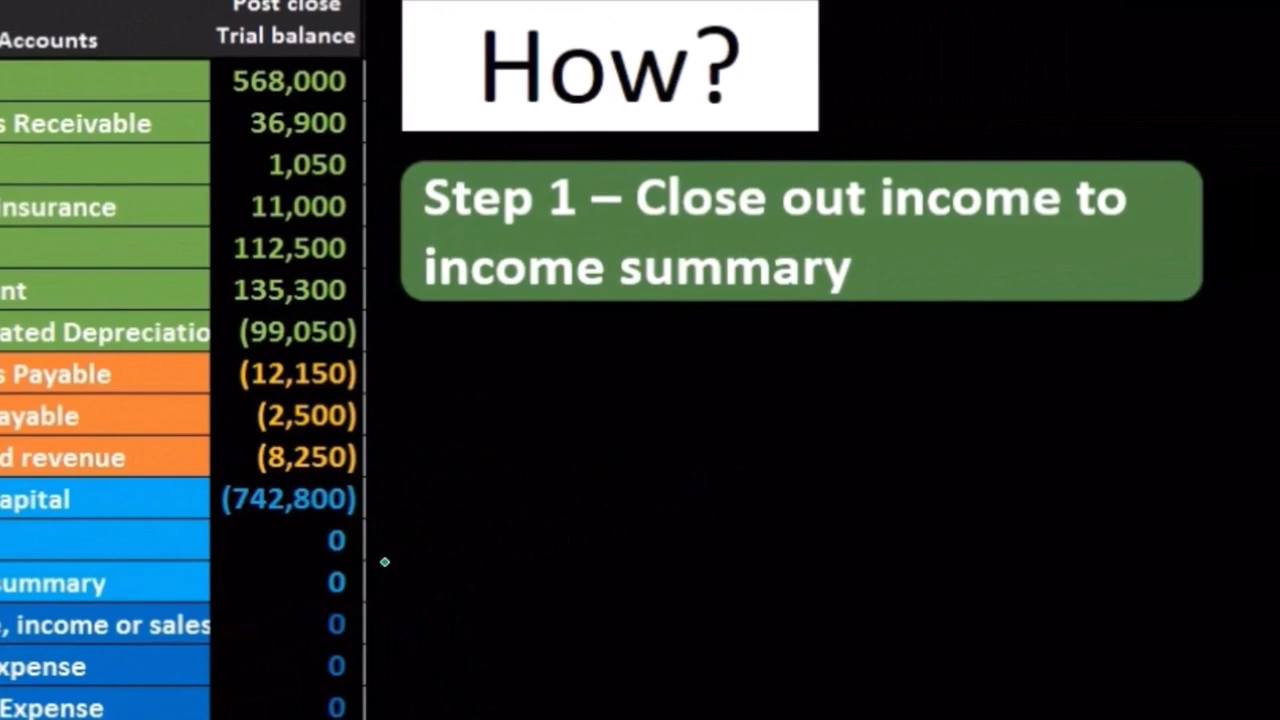 Post close
Accounts Trial balance
568,000
s Receivable 36,900
1,050
insurance 11,000
112,500
nt 135,300
ated Depreciatio (99,050)
s Payable (12,150)
ayable (2,500)
d revenue (8,250)
apital (742,800)
0
summary 0
, income or sales 0
xpense 0
Expense 0
How?
Step 1 – Close out income to
income summary